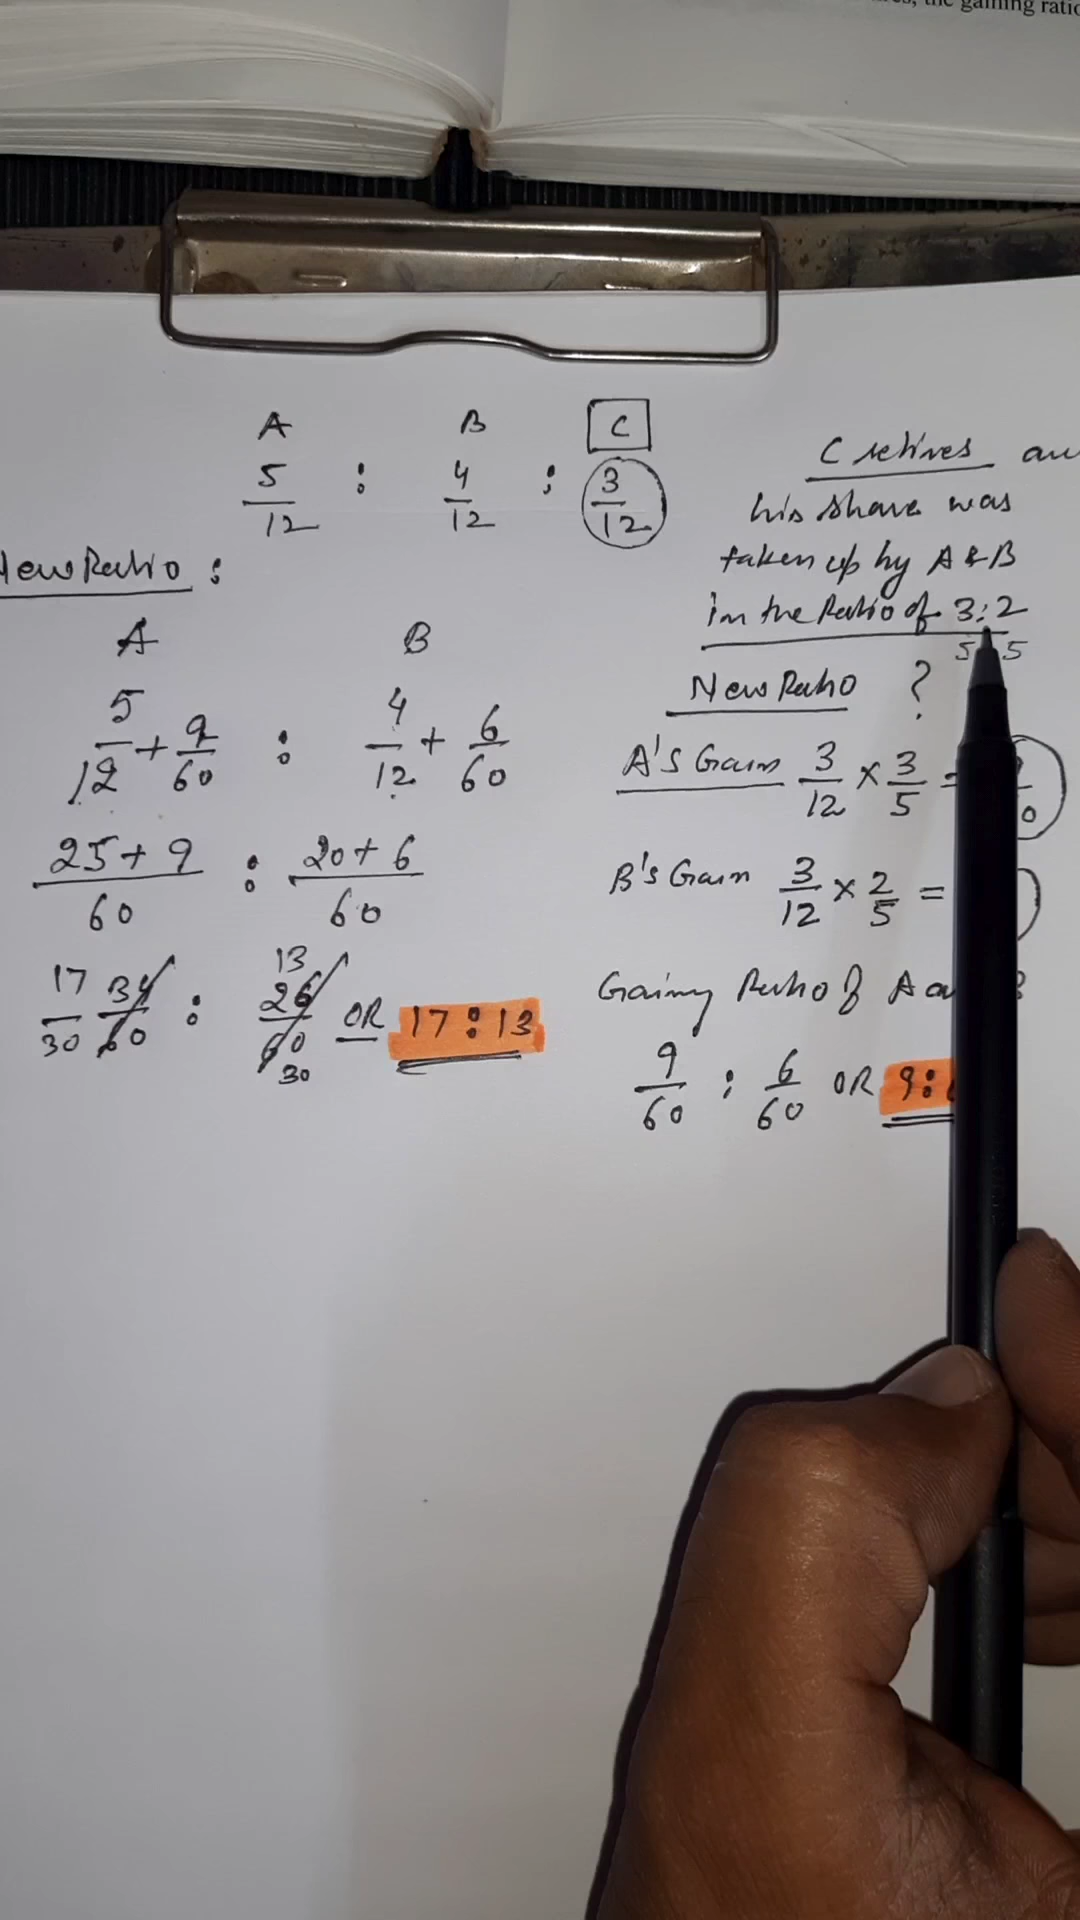 the gaining ratio
A B C
5/12 : 4/12 : 3/12
New Ratio :
A B
5/12 + 9/60 : 4/12 + 6/60
25 + 9/60 : 20 + 6/60
17/30 34/60 : 13 26/60 30 OR 17 : 13
C retires
his share was
taken up by A & B
in the Ratio of 3:2
5 5
New Ratio ?
A's Gain 3/12 × 3/5 =
B's Gain 3/12 × 2/5 =
Gaining Ratio of A
9/60 : 6/60 OR 9: